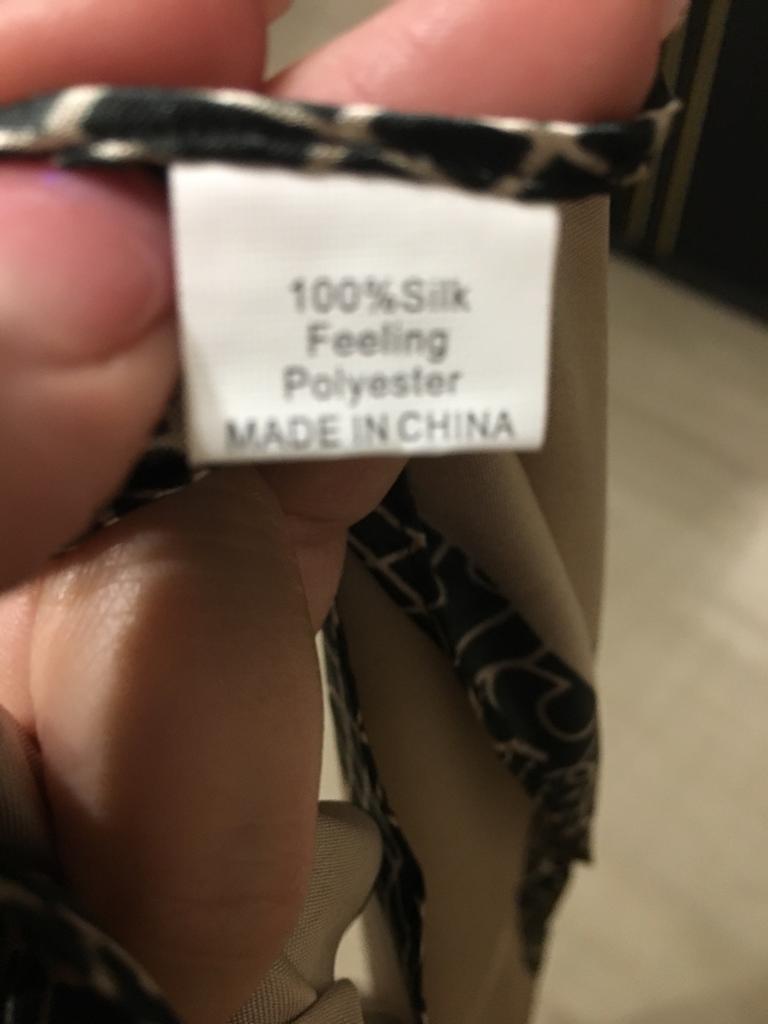 100%Silk
Feeling
Polyester
MADE IN CHINA